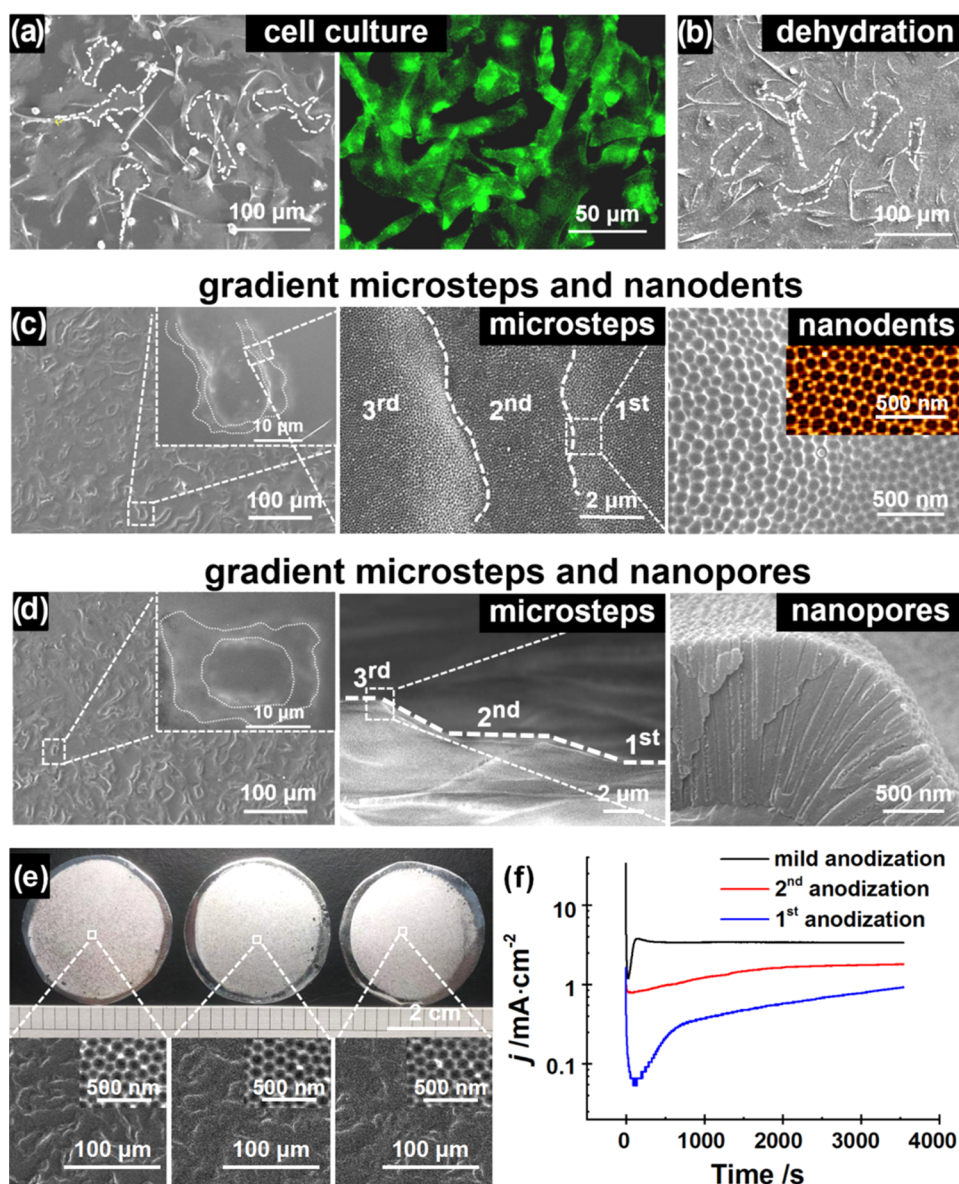 (a) cell culture
(b) dehydration
100 μm
50 μm
100 μm
gradient microsteps and nanodents
(c)
microsteps
nanodents
3rd
2nd
1st
10 μm
500 nm
100 μm
2 μm
500 nm
gradient microsteps and nanopores
(d)
microsteps
nanopores
3rd
2nd
1st
10 μm
100 μm
2 μm
500 nm
(e)
2 cm
500 nm
500 nm
500 nm
100 μm
100 μm
100 μm
(f)
mild anodization
2nd anodization
1st anodization
10
1
0.1
j /mA·cm-2
0 1000 2000 3000 4000
Time /s